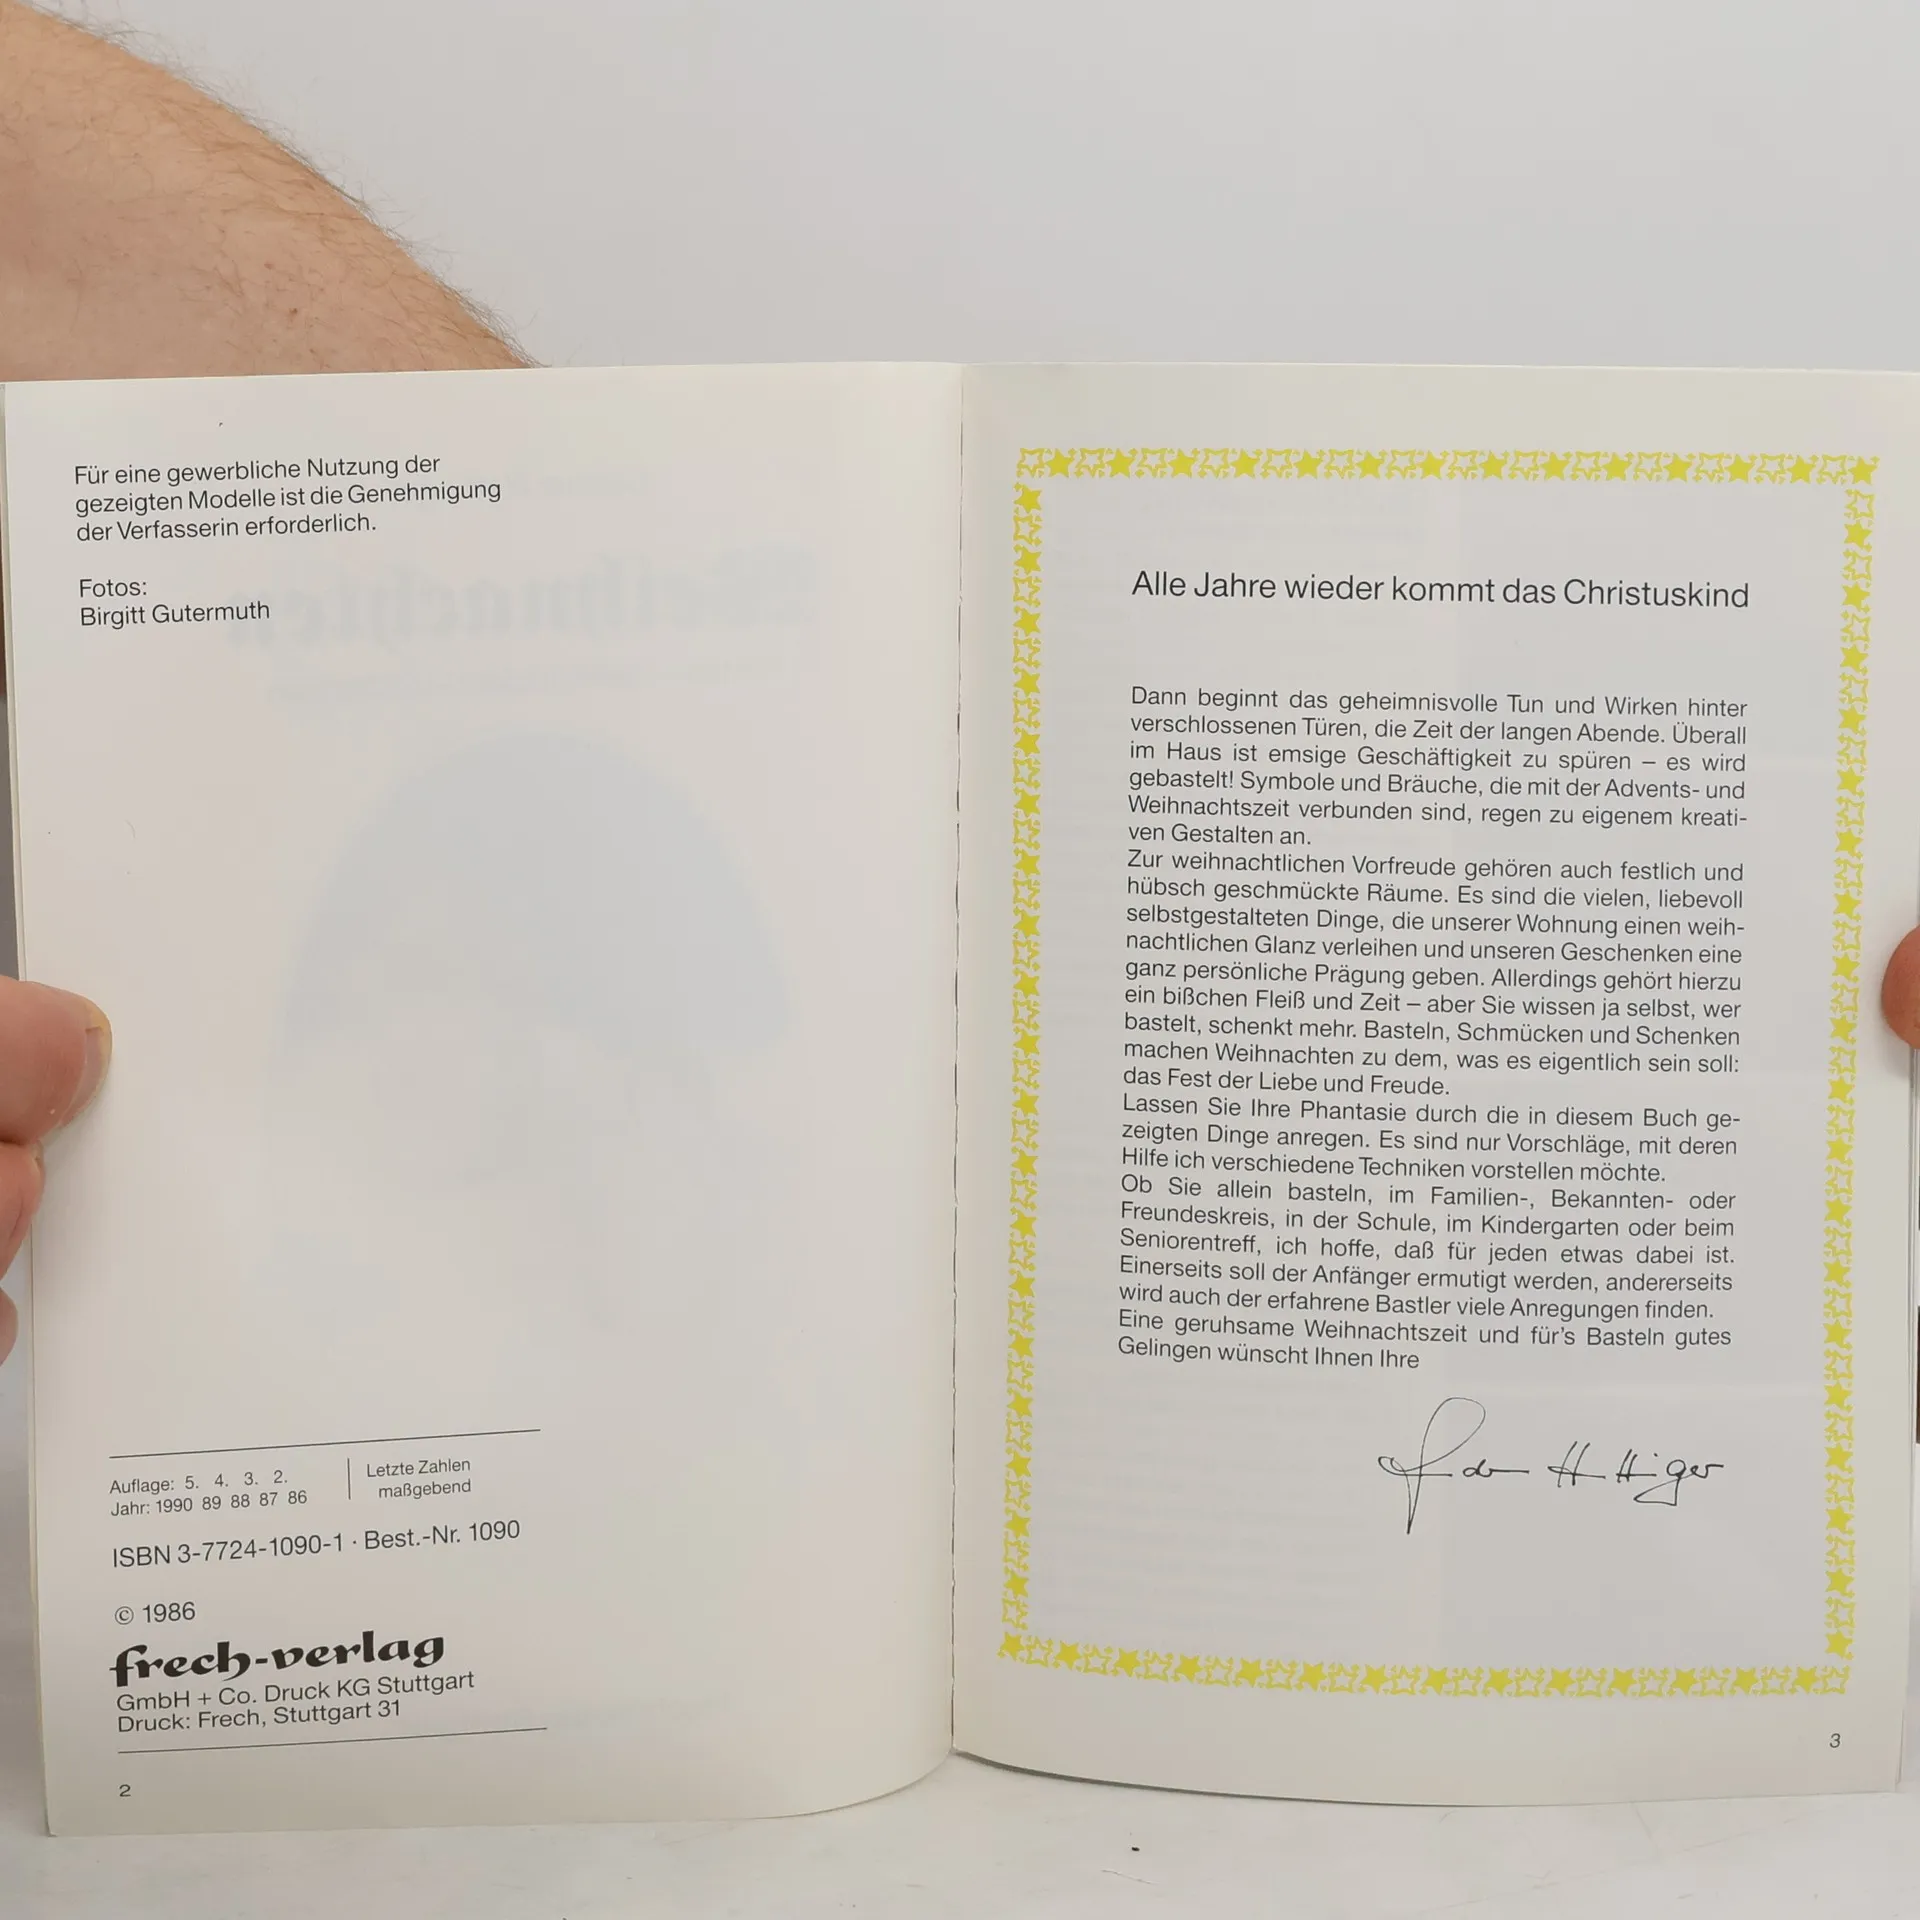 Für eine gewerbliche Nutzung der
gezeigten Modelle ist die Genehmigung
der Verfasserin erforderlich.
Fotos:
Birgitt Gutermuth
Auflage: 5. 4. 3. 2.
Jahr: 1990 89 88 87 86
Letzte Zahlen
maßgebend
ISBN 3-7724-1090-1 · Best.-Nr. 1090
© 1986
frech-verlag
GmbH + Co. Druck KG Stuttgart
Druck: Frech, Stuttgart 31
2
Alle Jahre wieder kommt das Christuskind
Dann beginnt das geheimnisvolle Tun und Wirken hinter
verschlossenen Türen, die Zeit der langen Abende. Überall
im Haus ist emsige Geschäftigkeit zu spüren – es wird
gebastelt! Symbole und Bräuche, die mit der Advents- und
Weihnachtszeit verbunden sind, regen zu eigenem kreati-
ven Gestalten an.
Zur weihnachtlichen Vorfreude gehören auch festlich und
hübsch geschmückte Räume. Es sind die vielen, liebevoll
selbstgestalteten Dinge, die unserer Wohnung einen weih-
nachtlichen Glanz verleihen und unseren Geschenken eine
ganz persönliche Prägung geben. Allerdings gehört hierzu
ein bißchen Fleiß und Zeit – aber Sie wissen ja selbst, wer
bastelt, schenkt mehr. Basteln, Schmücken und Schenken
machen Weihnachten zu dem, was es eigentlich sein soll:
das Fest der Liebe und Freude.
Lassen Sie Ihre Phantasie durch die in diesem Buch ge-
zeigten Dinge anregen. Es sind nur Vorschläge, mit deren
Hilfe ich verschiedene Techniken vorstellen möchte.
Ob Sie allein basteln, im Familien-, Bekannten- oder
Freundeskreis, in der Schule, im Kindergarten oder beim
Seniorentreff, ich hoffe, daß für jeden etwas dabei ist.
Einerseits soll der Anfänger ermutigt werden, andererseits
wird auch der erfahrene Bastler viele Anregungen finden.
Eine geruhsame Weihnachtszeit und für's Basteln gutes
Gelingen wünscht Ihnen Ihre
3